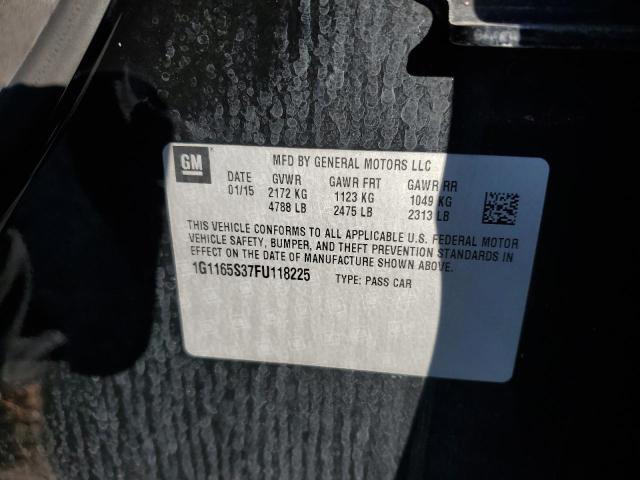 GM
MFD BY GENERAL MOTORS LLC
DATE GVWR GAWR FRT GAWR RR
01/15 2172 KG 1123 KG 1049 KG
4788 LB 2475 LB 2313 LB
THIS VEHICLE CONFORMS TO ALL APPLICABLE U.S. FEDERAL MOTOR
VEHICLE SAFETY, BUMPER, AND THEFT PREVENTION STANDARDS IN
EFFECT ON THE DATE OF MANUFACTURE SHOWN ABOVE.
1G1165S37FU118225 TYPE: PASS CAR